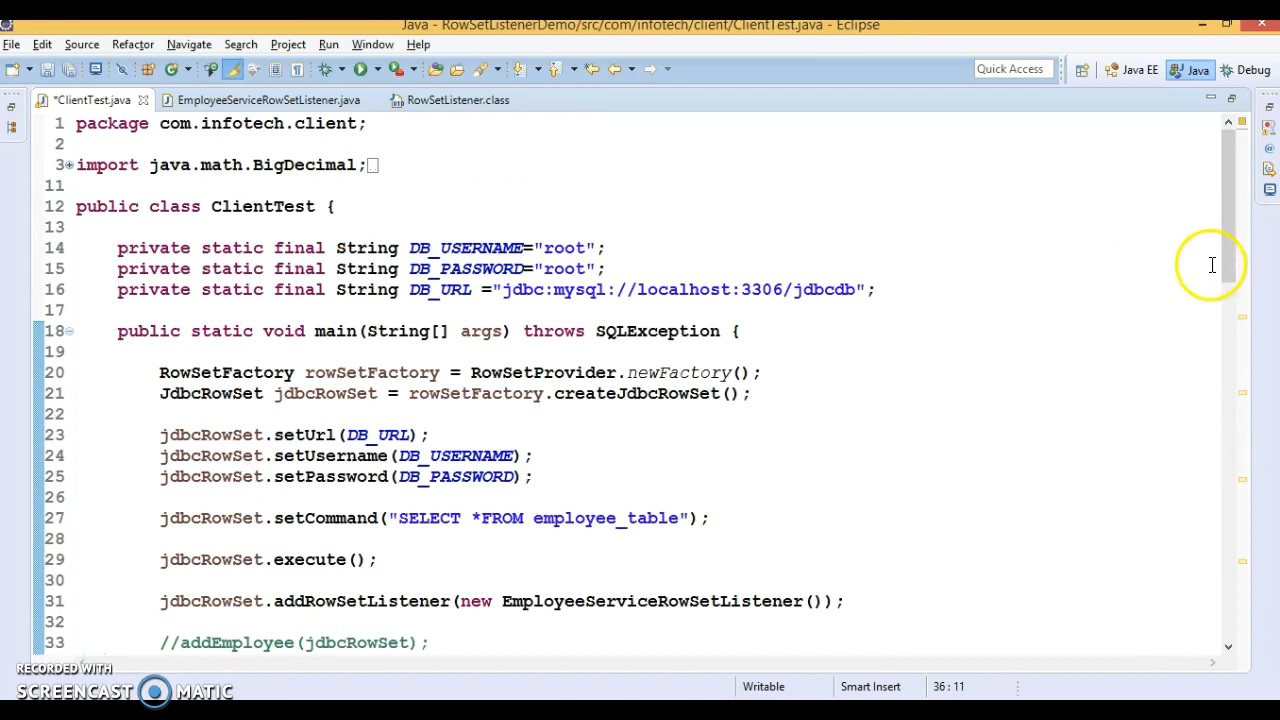 Java - RowSetListenerDemo/src/com/infotech/client/ClientTest.java - Eclipse
File Edit Source Refactor Navigate Search Project Run Window Help
Quick Access Java EE Java Debug
*ClientTest.java EmployeeServiceRowSetListener.java RowSetListener.class
1 package com.infotech.client;
2
3 import java.math.BigDecimal;
11
12 public class ClientTest {
13
14 private static final String DB_USERNAME="root";
15 private static final String DB_PASSWORD="root";
16 private static final String DB_URL ="jdbc:mysql://localhost:3306/jdbcdb";
17
18 public static void main(String[] args) throws SQLException {
19
20 RowSetFactory rowSetFactory = RowSetProvider.newFactory();
21 JdbcRowSet jdbcRowSet = rowSetFactory.createJdbcRowSet();
22
23 jdbcRowSet.setUrl(DB_URL);
24 jdbcRowSet.setUsername(DB_USERNAME);
25 jdbcRowSet.setPassword(DB_PASSWORD);
26
27 jdbcRowSet.setCommand("SELECT *FROM employee_table");
28
29 jdbcRowSet.execute();
30
31 jdbcRowSet.addRowSetListener(new EmployeeServiceRowSetListener());
32
33 //addEmployee(jdbcRowSet);
RECORDED WITH
SCREENCAST MATIC
Writable Smart Insert 36 : 11